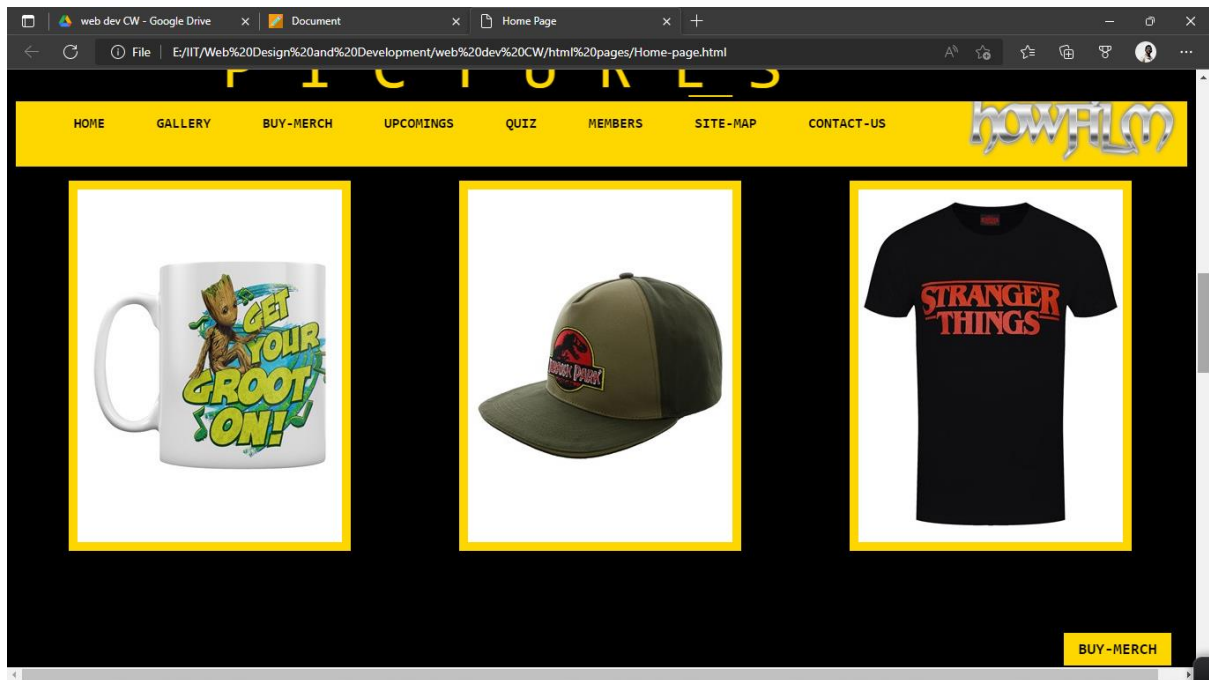 web dev CW - Google Drive
Document
Home Page
File
E:/IIT/Web%20Design%20and%20Development/web%20dev%20CW/html%20pages/Home-page.html
PICTURES
HOME GALLERY BUY-MERCH UPCOMINGS QUIZ MEMBERS SITE-MAP CONTACT-US
HOWFILM
GET
YOUR
GROOT
ON!
JURASSIC PARK
STRANGER
THINGS
BUY-MERCH